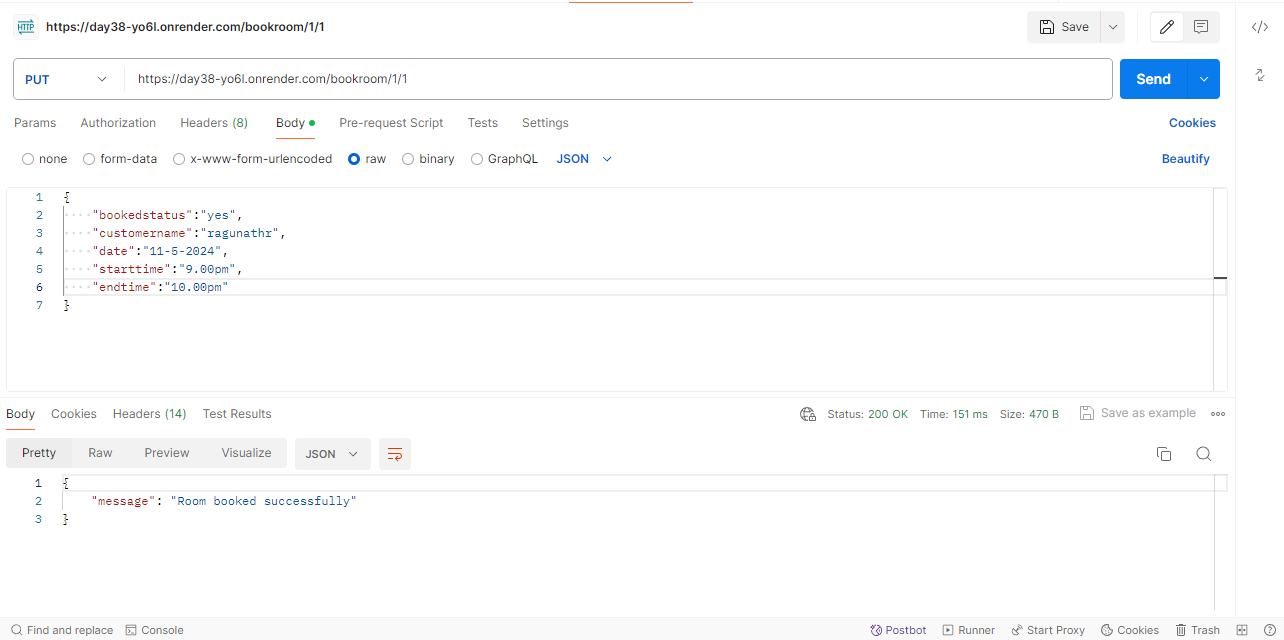 HTTP https://day38-yo6l.onrender.com/bookroom/1/1 Save </>
PUT https://day38-yo6l.onrender.com/bookroom/1/1 Send
Params Authorization Headers (8) Body Pre-request Script Tests Settings Cookies
none form-data x-www-form-urlencoded raw binary GraphQL JSON Beautify
1 {
2 "bookedstatus":"yes",
3 "customername":"ragunathr",
4 "date":"11-5-2024",
5 "starttime":"9.00pm",
6 "endtime":"10.00pm"
7 }
Body Cookies Headers (14) Test Results Status: 200 OK Time: 151 ms Size: 470 B Save as example
Pretty Raw Preview Visualize JSON
1 {
2 "message": "Room booked successfully"
3 }
Find and replace Console Postbot Runner Start Proxy Cookies Trash